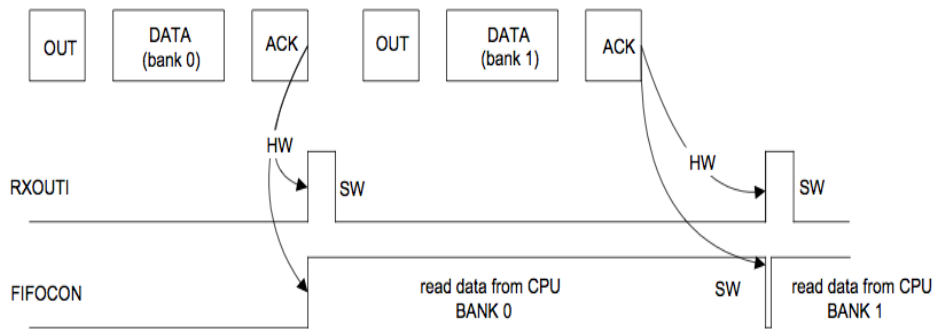 OUT
DATA
(bank 0)
ACK
OUT
DATA
(bank 1)
ACK
HW
HW
RXOUTI
SW
SW
FIFOCON
read data from CPU
BANK 0
SW
read data from CPU
BANK 1